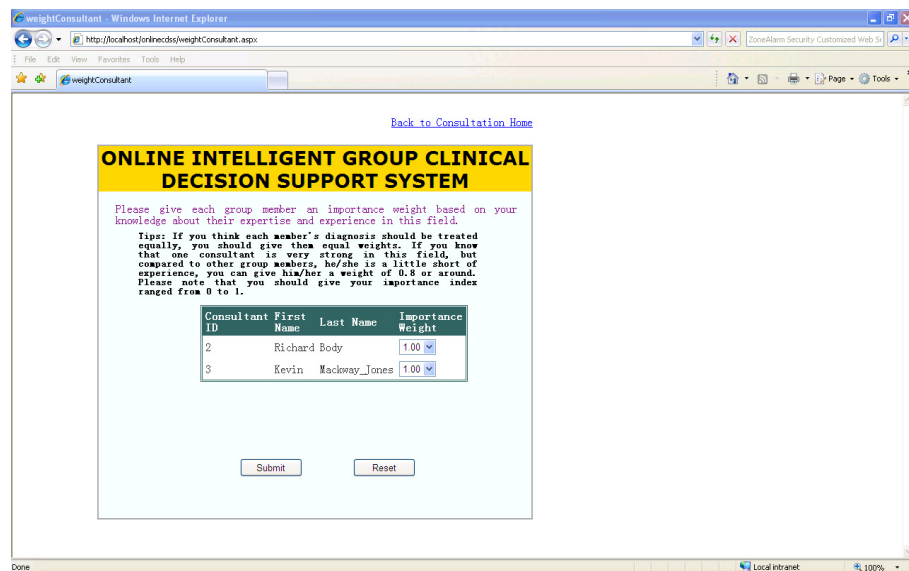 weightConsultant - Windows Internet Explorer
http://localhost/onlinecdss/weightConsultant.aspx
ZoneAlarm Security Customized Web Se
File Edit View Favorites Tools Help
weightConsultant
Page Tools
Back to Consultation Home
ONLINE INTELLIGENT GROUP CLINICAL
DECISION SUPPORT SYSTEM
Please give each group member an importance weight based on your
knowledge about their expertise and experience in this field.
Tips: If you think each member's diagnosis should be treated
equally, you should give them equal weights. If you know
that one consultant is very strong in this field, but
compared to other group members, he/she is a little short of
experience, you can give him/her a weight of 0.8 or around.
Please note that you should give your importance index
ranged from 0 to 1.
Consultant ID First Name Last Name Importance Weight
2 Richard Body 1.00
3 Kevin Mackway_Jones 1.00
Submit Reset
Done Local intranet 100%